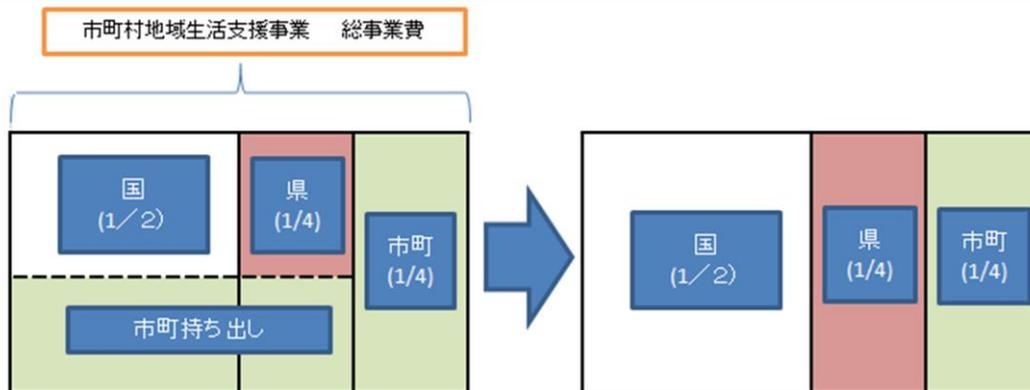 市町村地域生活支援事業　総事業費
国
(1／2)
県
(1/4)
市町
(1/4)
市町持ち出し
国
(1／2)
県
(1/4)
市町
(1/4)